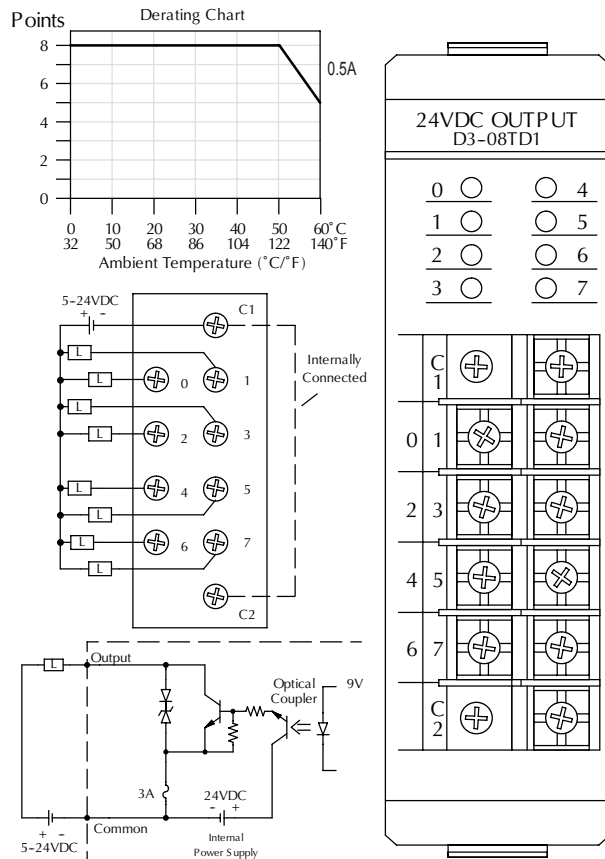 Derating Chart
Points
8
6
4
2
0
0.5A
0 10 20 30 40 50 60˚C
32 50 68 86 104 122 140˚F
Ambient Temperature (˚C/˚F)
5-24VDC
+ -
C1
L
L
0
1
L
L
2
3
Internally
Connected
L
4
5
L
L
6
7
L
C2
L
Output
Optical
Coupler
9V
3A
24VDC
- +
Common
Internal
Power Supply
+ -
5-24VDC
24VDC OUTPUT
D3-08TD1
0 4
1 5
2 6
3 7
C
1
0 1
2 3
4 5
6 7
C
2